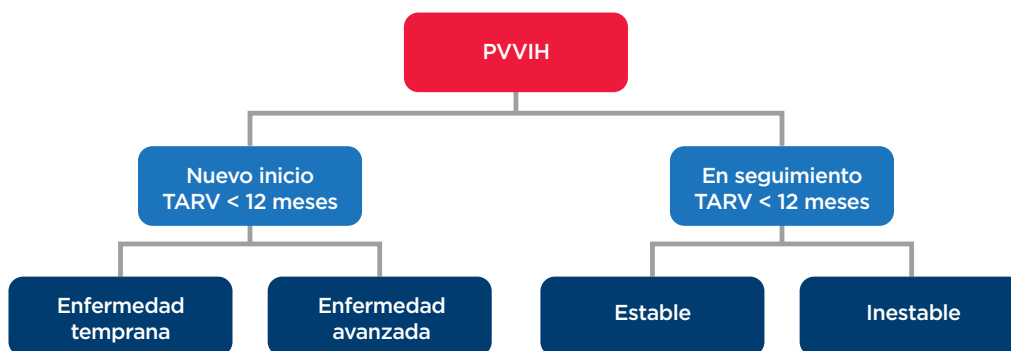 PVVIH
Nuevo inicio
TARV < 12 meses
En seguimiento
TARV < 12 meses
Enfermedad
temprana
Enfermedad
avanzada
Estable
Inestable